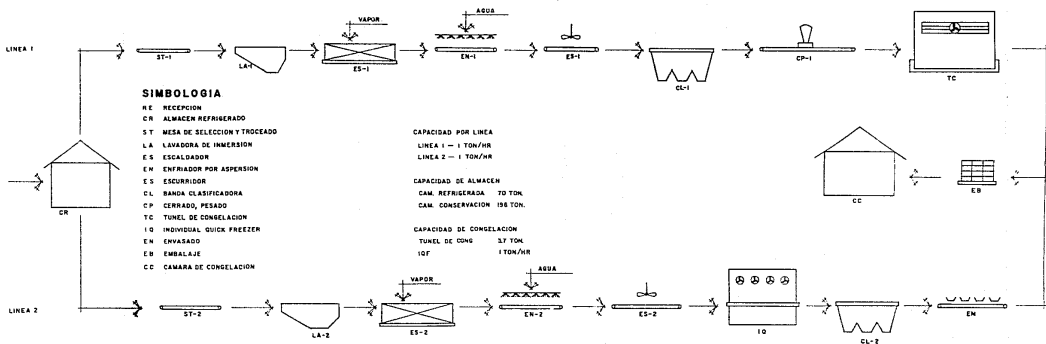 VAPOR
AGUA
LINEA 1
ST-1
LA-1
ES-1
EN-1
ES-1
CL-1
CP-1
TC
SIMBOLOGIA
RE RECEPCION
CR ALMACEN REFRIGERADO
ST MESA DE SELECCION Y TROCEADO
LA LAVADORA DE INMERSION
ES ESCALDADOR
EN ENFRIADOR POR ASPERSION
ES ESCURRIDOR
CL BANDA CLASIFICADORA
CP CERRADO, PESADO
TC TUNEL DE CONGELACION
IQ INDIVIDUAL QUICK FREEZER
EN ENVASADO
EB EMBALAJE
CC CAMARA DE CONGELACION
CAPACIDAD POR LINEA
LINEA 1 — 1 TON/HR
LINEA 2 — 1 TON/HR
CAPACIDAD DE ALMACEN
CAM. REFRIGERADA 70 TON.
CAM. CONSERVACION 196 TON.
CAPACIDAD DE CONGELACION
TUNEL DE CONG 3.7 TON.
IQF 1 TON/HR
CR
CC
EB
VAPOR
AGUA
LINEA 2
ST-2
LA-2
ES-2
EN-2
ES-2
IQ
CL-2
EN